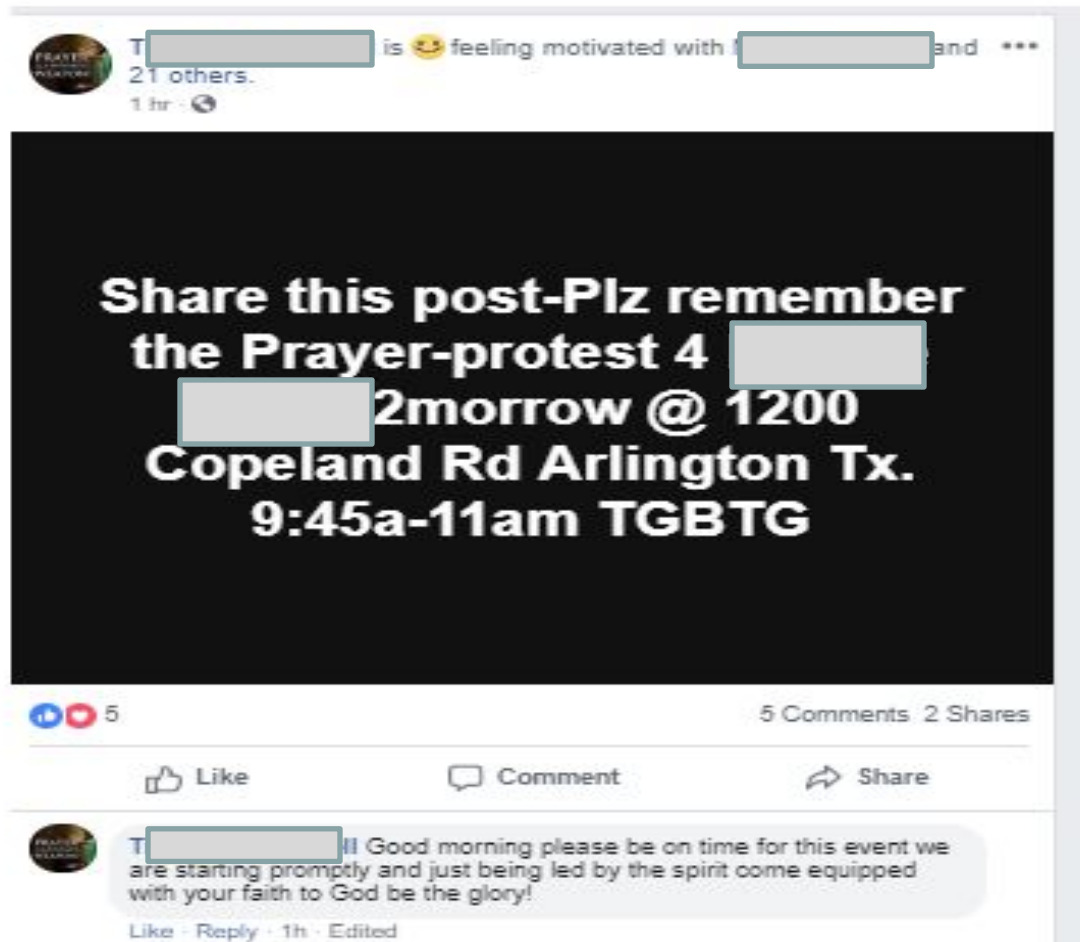 PRAYER
WEAPON
T is feeling motivated with and
21 others.
1 hr ·
Share this post-Plz remember
the Prayer-protest 4
2morrow @ 1200
Copeland Rd Arlington Tx.
9:45a-11am TGBTG
5 5 Comments 2 Shares
Like Comment Share
T ll Good morning please be on time for this event we
are starting promptly and just being led by the spirit come equipped
with your faith to God be the glory!
Like · Reply · 1h · Edited